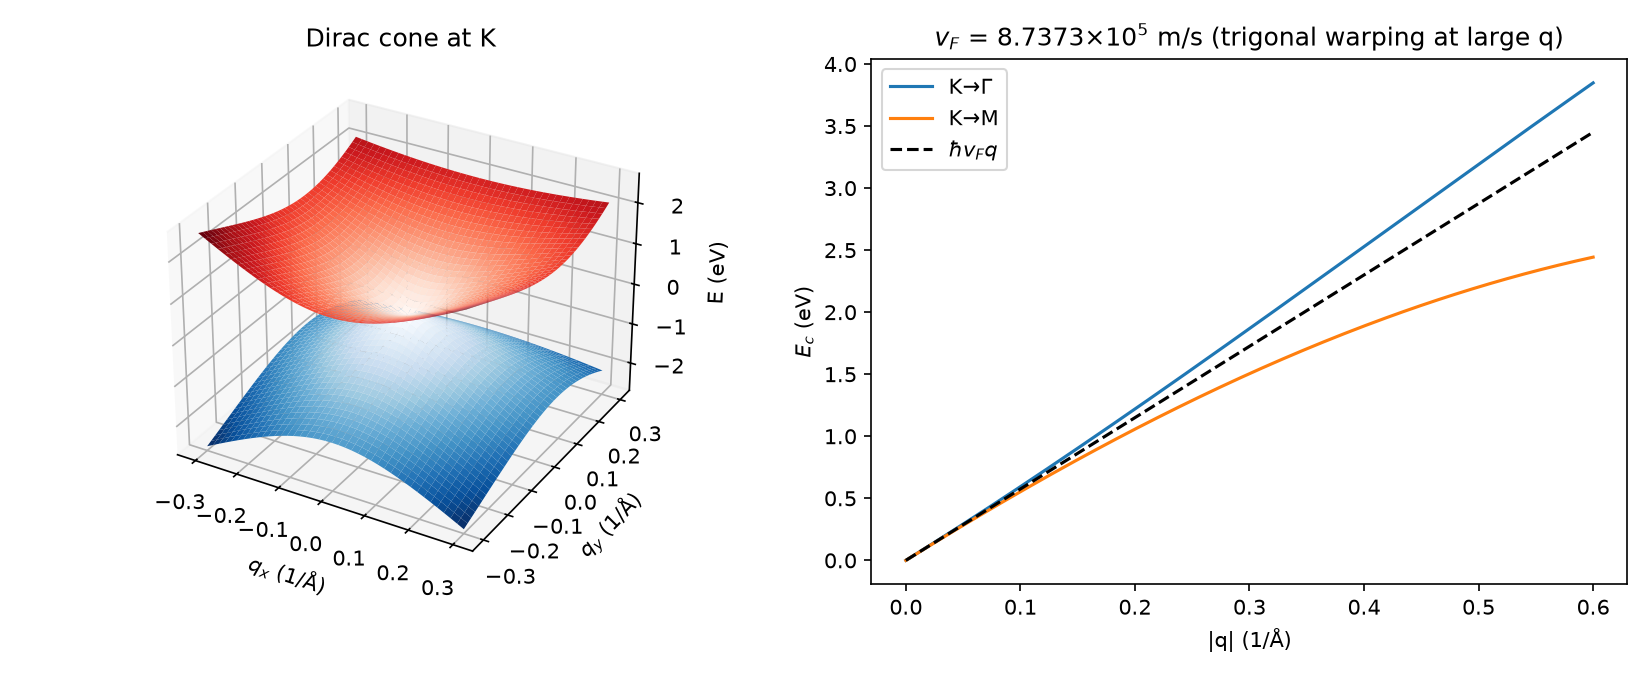 Dirac cone at K
2
1
0
−1
−2
E (eV)
−0.3
−0.2
−0.1
0.0
0.1
0.2
0.3
q_x (1/Å)
0.3
0.2
0.1
0.0
−0.1
−0.2
−0.3
q_y (1/Å)
v_F = 8.7373×10⁵ m/s (trigonal warping at large q)
K→Γ
K→M
ħv_Fq
4.0
3.5
3.0
2.5
2.0
1.5
1.0
0.5
0.0
E_c (eV)
0.0 0.1 0.2 0.3 0.4 0.5 0.6
|q| (1/Å)